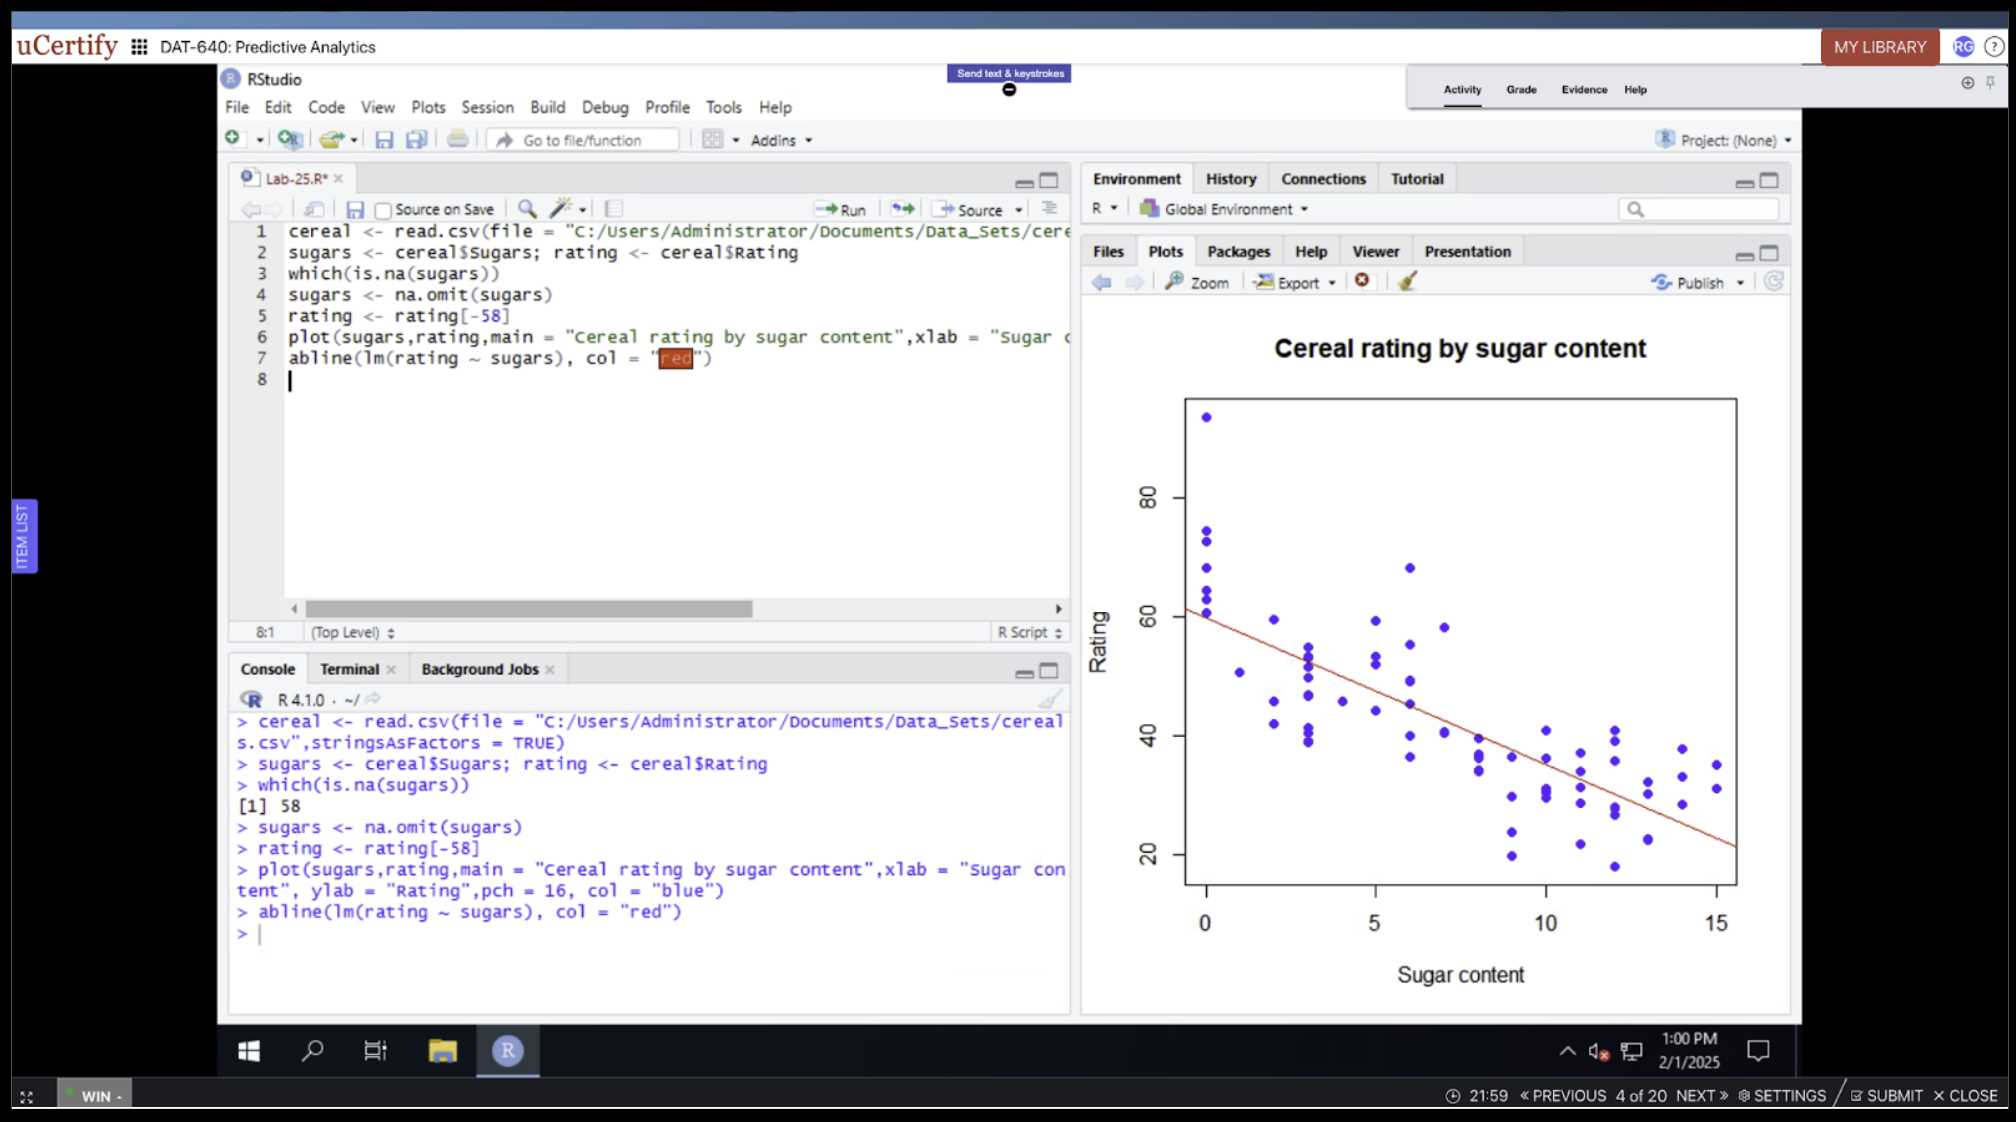 uCertify DAT-640: Predictive Analytics MY LIBRARY RG ?
RStudio
Send text & keystrokes
Activity Grade Evidence Help
File Edit Code View Plots Session Build Debug Profile Tools Help
Go to file/function Addins Project: (None)
Lab-25.R*
Source on Save Run Source
1 cereal <- read.csv(file = "C:/Users/Administrator/Documents/Data_Sets/cere
2 sugars <- cereal$Sugars; rating <- cereal$Rating
3 which(is.na(sugars))
4 sugars <- na.omit(sugars)
5 rating <- rating[-58]
6 plot(sugars,rating,main = "Cereal rating by sugar content",xlab = "Sugar c
7 abline(lm(rating ~ sugars), col = "red")
8
8:1 (Top Level) R Script
Console Terminal Background Jobs
R 4.1.0 · ~/
> cereal <- read.csv(file = "C:/Users/Administrator/Documents/Data_Sets/cereal
s.csv",stringsAsFactors = TRUE)
> sugars <- cereal$Sugars; rating <- cereal$Rating
> which(is.na(sugars))
[1] 58
> sugars <- na.omit(sugars)
> rating <- rating[-58]
> plot(sugars,rating,main = "Cereal rating by sugar content",xlab = "Sugar con
tent", ylab = "Rating",pch = 16, col = "blue")
> abline(lm(rating ~ sugars), col = "red")
>
Environment History Connections Tutorial
R Global Environment
Files Plots Packages Help Viewer Presentation
Zoom Export Publish
Cereal rating by sugar content
80
60
40
20
Rating
0 5 10 15
Sugar content
ITEM LIST
1:00 PM
2/1/2025
WIN 21:59 « PREVIOUS 4 of 20 NEXT » SETTINGS SUBMIT × CLOSE